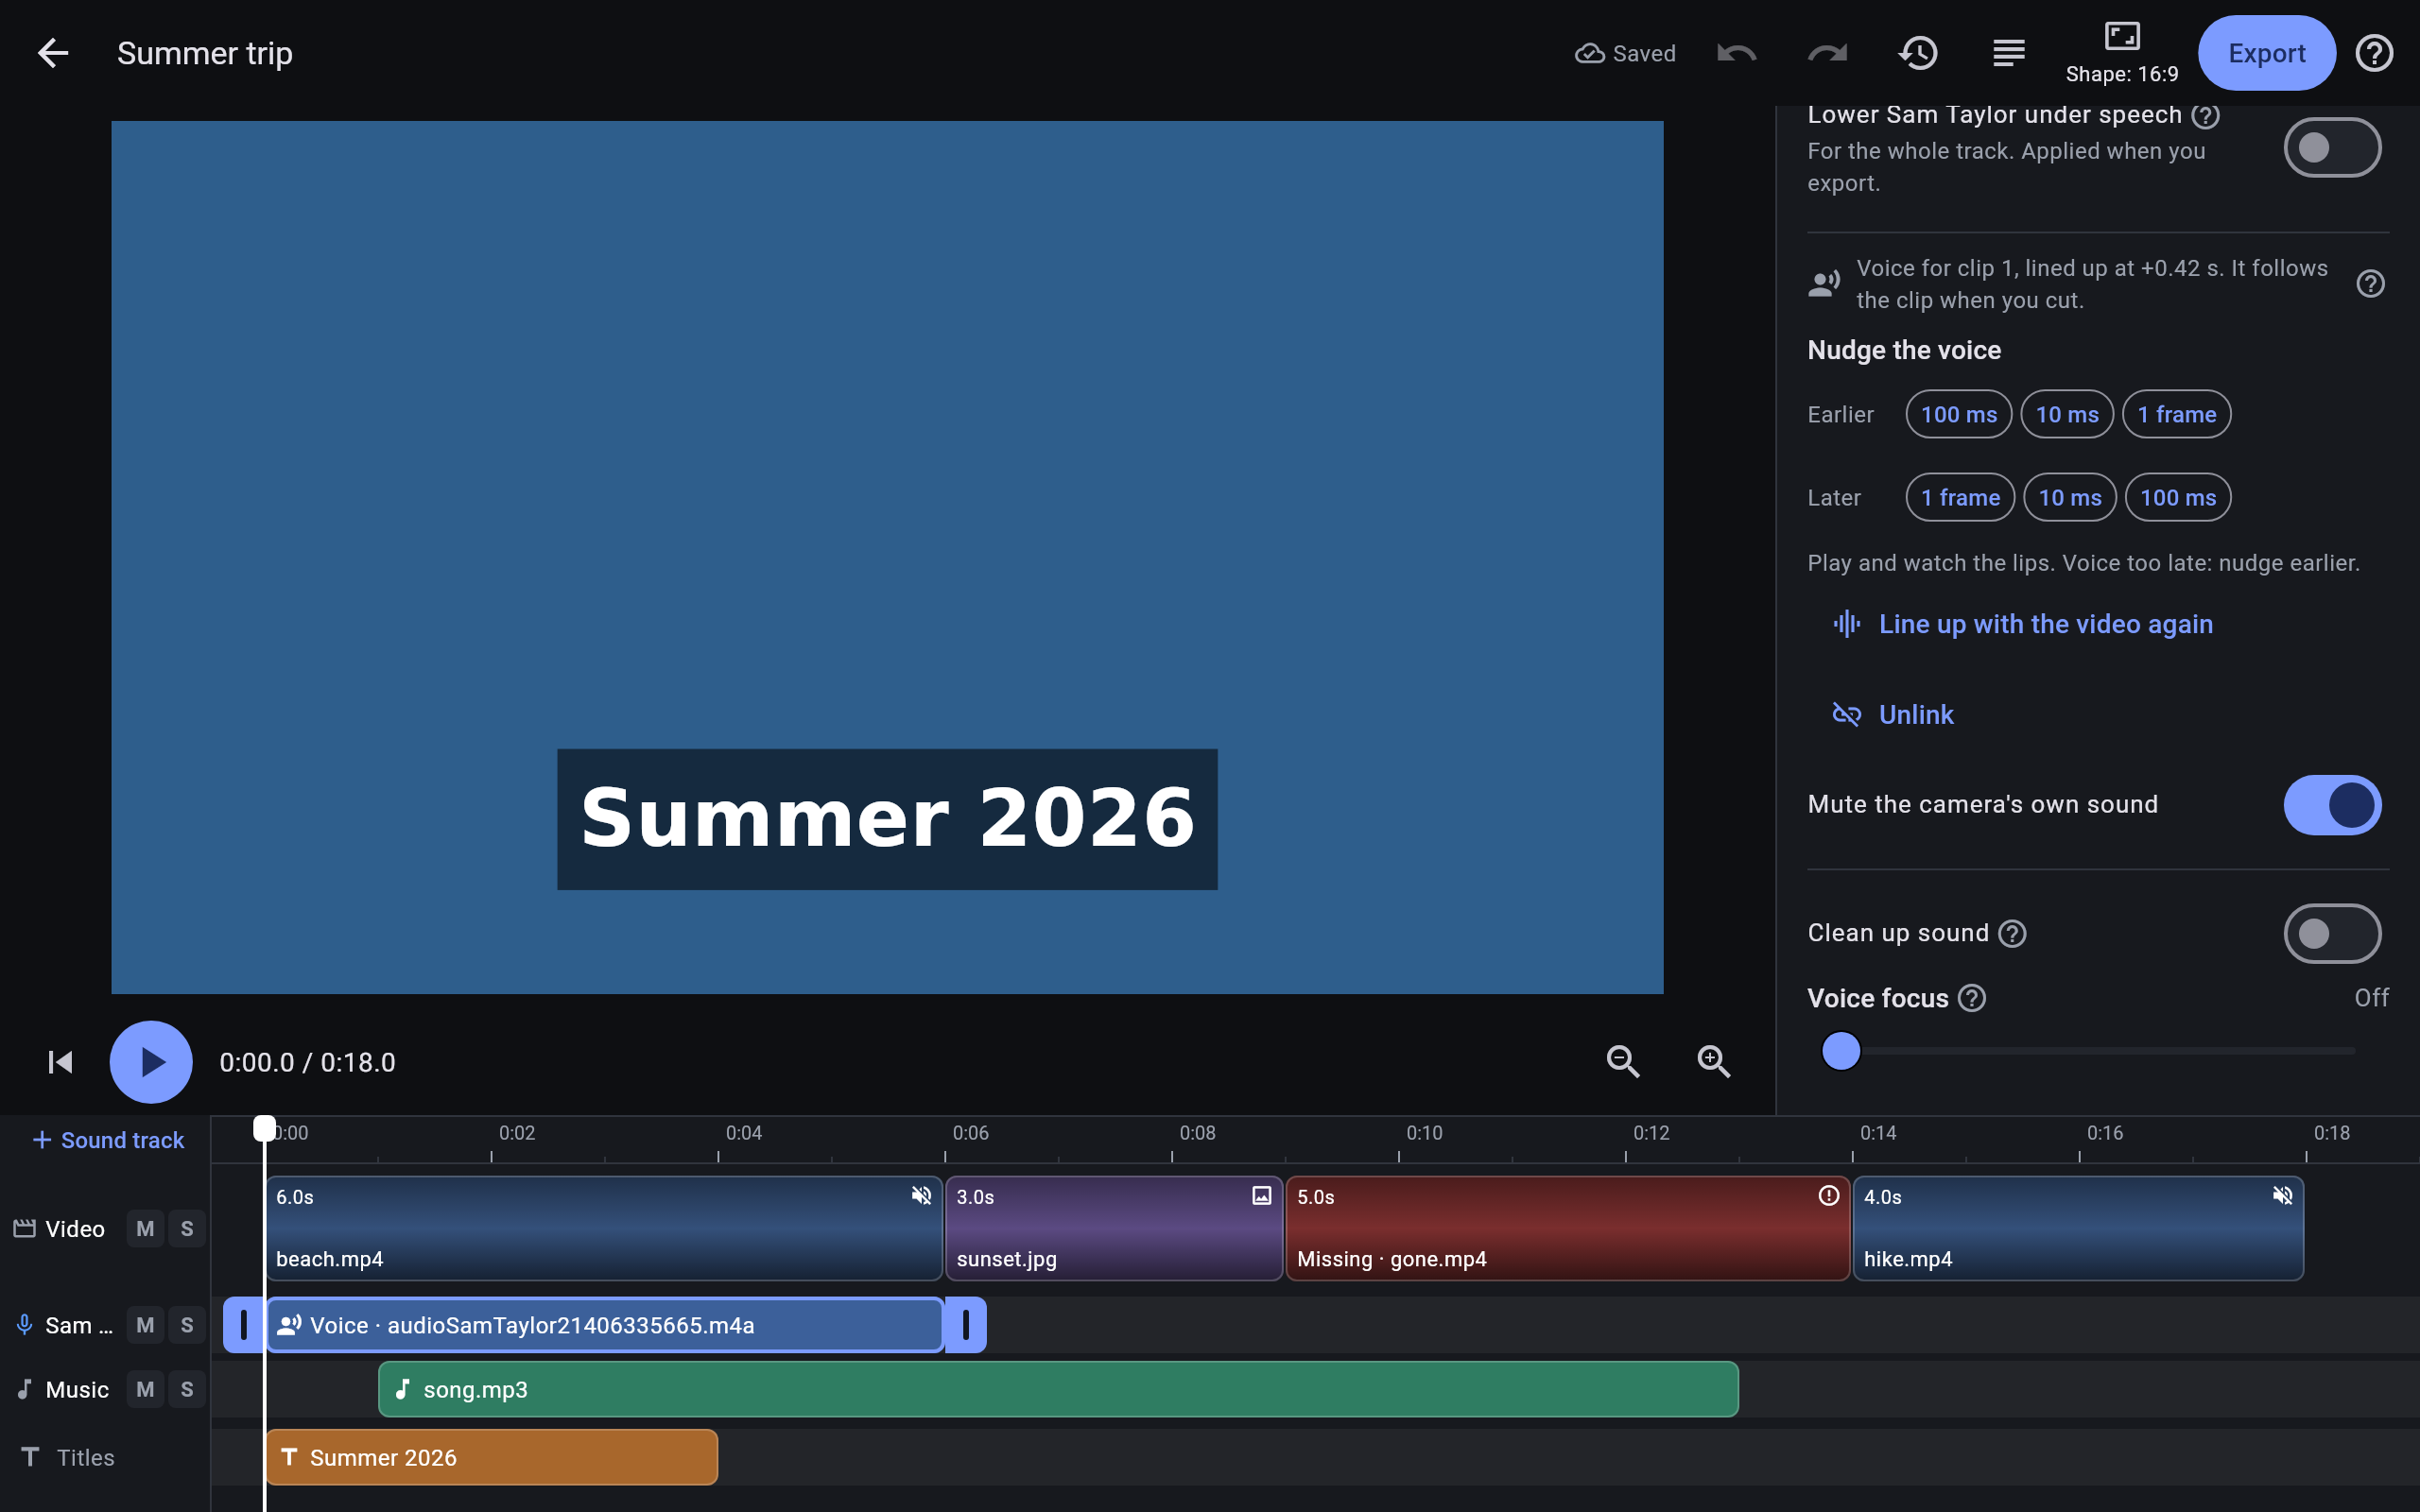 Summer trip
Saved
Shape: 16:9
Export
Lower Sam Taylor under speech
For the whole track. Applied when you
export.
Voice for clip 1, lined up at +0.42 s. It follows
the clip when you cut.
Nudge the voice
Earlier 100 ms 10 ms 1 frame
Later 1 frame 10 ms 100 ms
Play and watch the lips. Voice too late: nudge earlier.
Line up with the video again
Unlink
Mute the camera's own sound
Clean up sound
Voice focus Off
Summer 2026
0:00.0 / 0:18.0
+ Sound track
0:00 0:02 0:04 0:06 0:08 0:10 0:12 0:14 0:16 0:18
Video M S
6.0s
beach.mp4
3.0s
sunset.jpg
5.0s
Missing · gone.mp4
4.0s
hike.mp4
Sam ... M S
Voice · audioSamTaylor21406335665.m4a
Music M S
song.mp3
Titles
Summer 2026